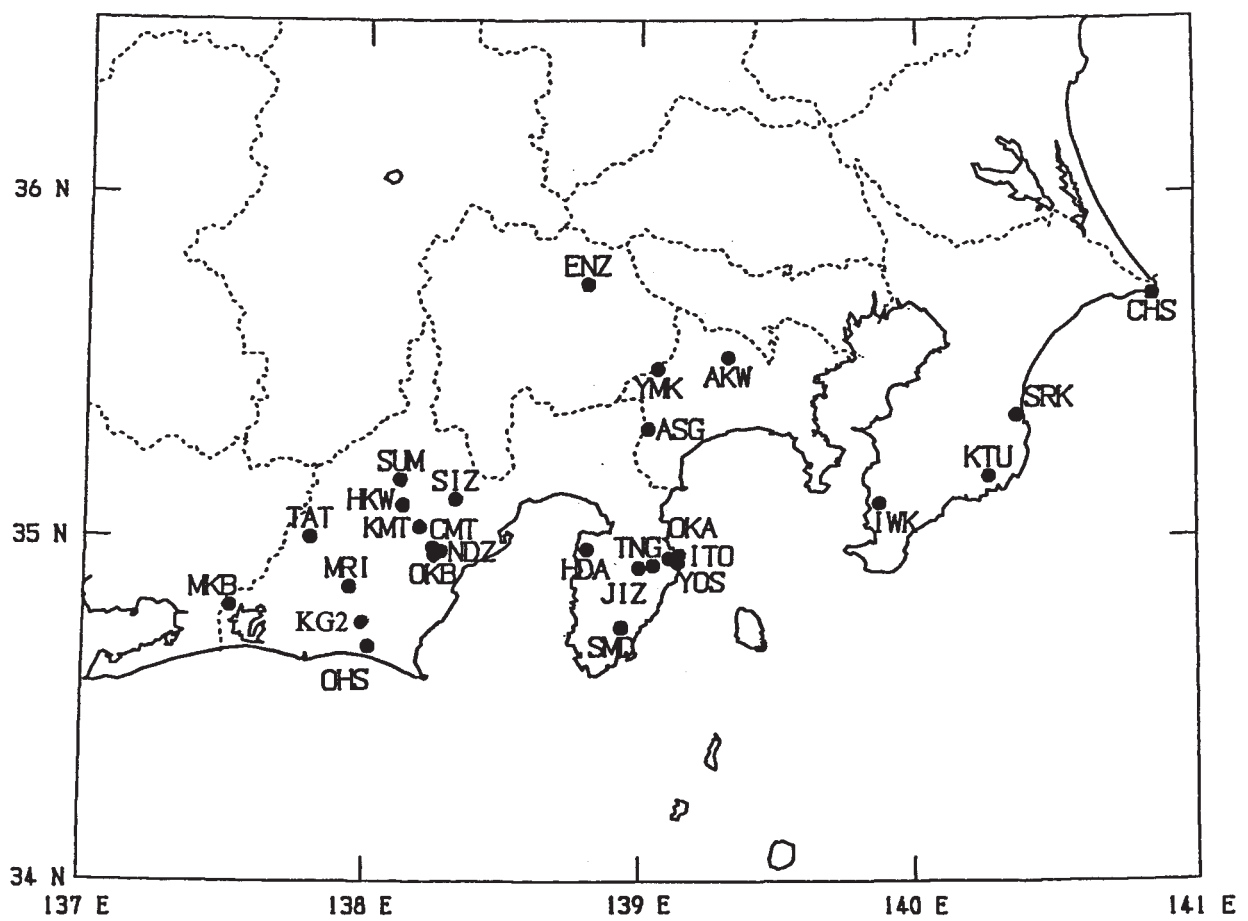 36 N
ENZ
CHS
YMK
AKW
SRK
ASG
KTU
SUM
SIZ
HKW
IWK
TAT
KMT
CMT
OKA
35 N
NDZ
TNG
ITO
OKB
HDA
YOS
MRI
JIZ
MKB
KG2
SMO
OHS
34 N
137 E
138 E
139 E
140 E
141 E